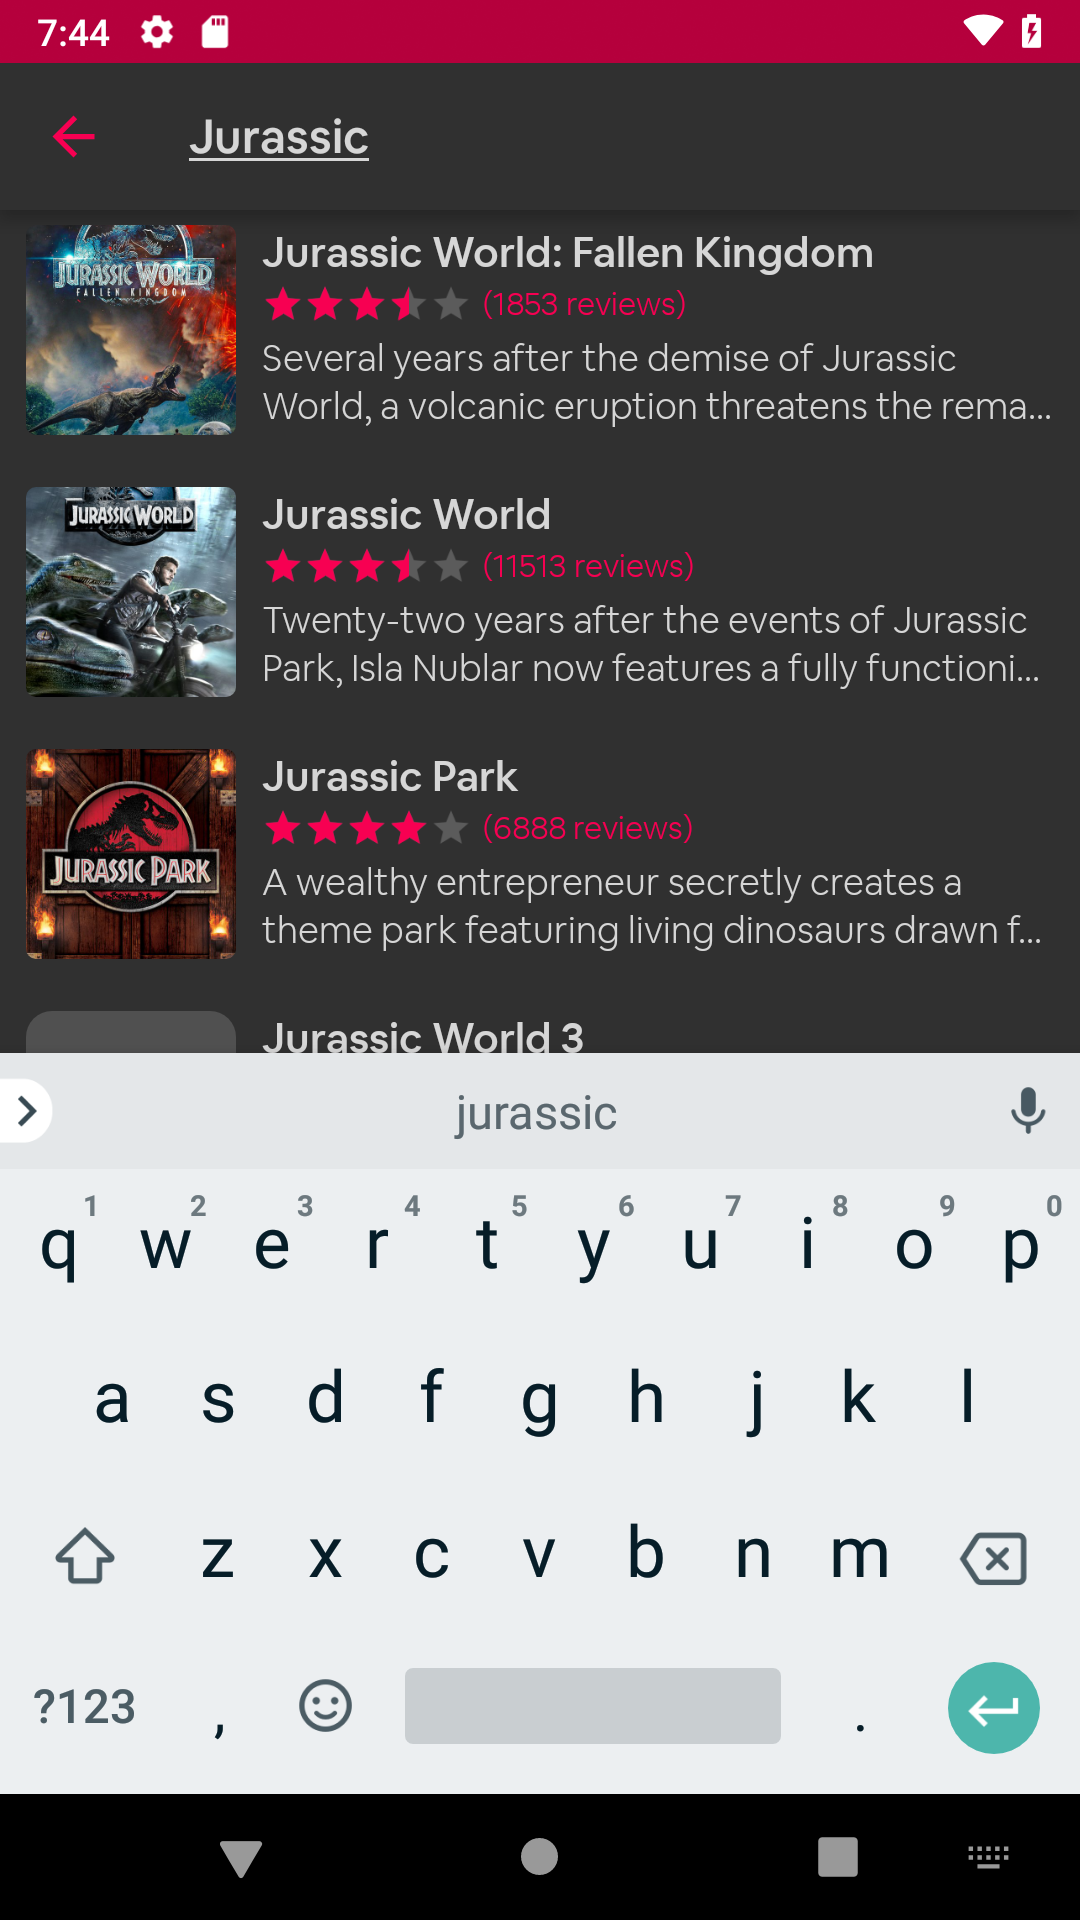 7:44
Jurassic
JURASSIC WORLD
FALLEN KINGDOM
Jurassic World: Fallen Kingdom
(1853 reviews)
Several years after the demise of Jurassic
World, a volcanic eruption threatens the rema...
JURASSIC WORLD
Jurassic World
(11513 reviews)
Twenty-two years after the events of Jurassic
Park, Isla Nublar now features a fully functioni...
JURASSIC PARK
Jurassic Park
(6888 reviews)
A wealthy entrepreneur secretly creates a
theme park featuring living dinosaurs drawn f...
Jurassic World 3
jurassic
1 2 3 4 5 6 7 8 9 0
q w e r t y u i o p
a s d f g h j k l
z x c v b n m
?123 , .